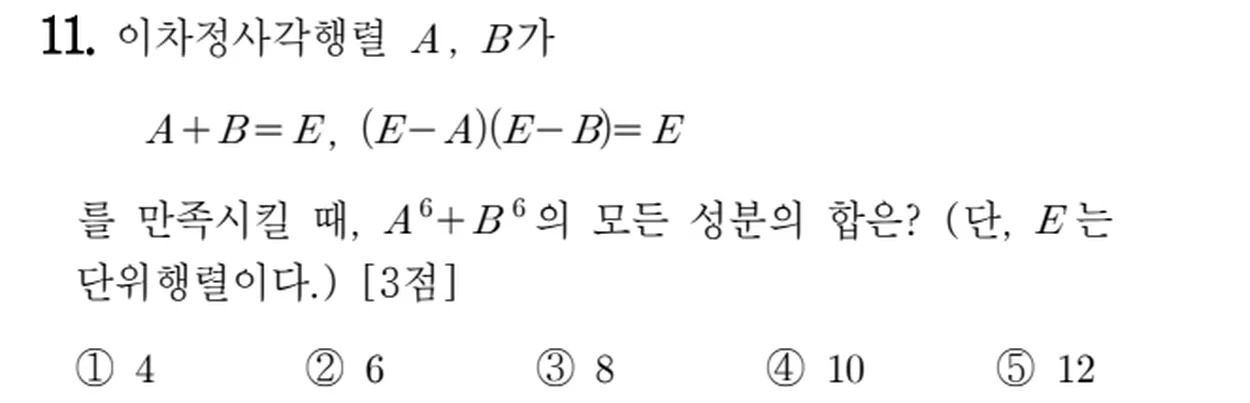 11. 이차정사각행렬 A, B가
A+B=E, (E-A)(E-B)=E
를 만족시킬 때, A⁶+B⁶의 모든 성분의 합은? (단, E는
단위행렬이다.) [3점]
① 4 ② 6 ③ 8 ④ 10 ⑤ 12